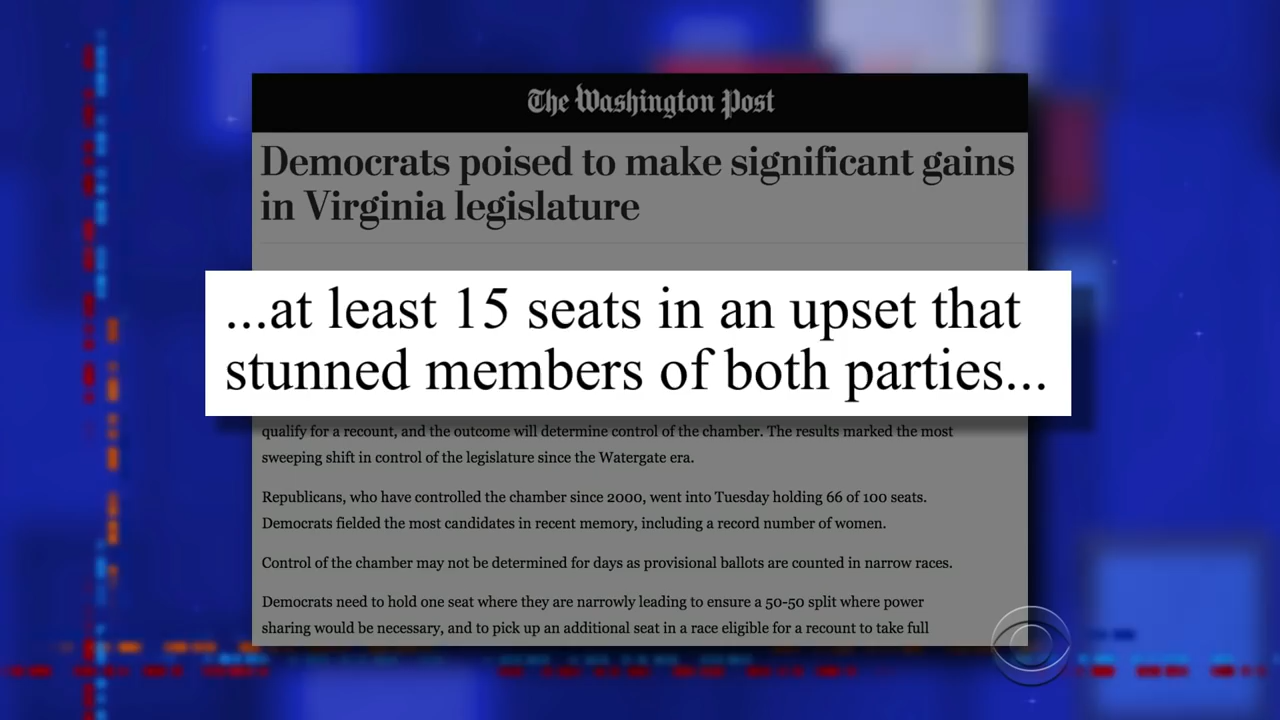 The Washington Post
Democrats poised to make significant gains
in Virginia legislature
...at least 15 seats in an upset that
stunned members of both parties...
qualify for a recount, and the outcome will determine control of the chamber. The results marked the most
sweeping shift in control of the legislature since the Watergate era.
Republicans, who have controlled the chamber since 2000, went into Tuesday holding 66 of 100 seats.
Democrats fielded the most candidates in recent memory, including a record number of women.
Control of the chamber may not be determined for days as provisional ballots are counted in narrow races.
Democrats need to hold one seat where they are narrowly leading to ensure a 50-50 split where power
sharing would be necessary, and to pick up an additional seat in a race eligible for a recount to take full